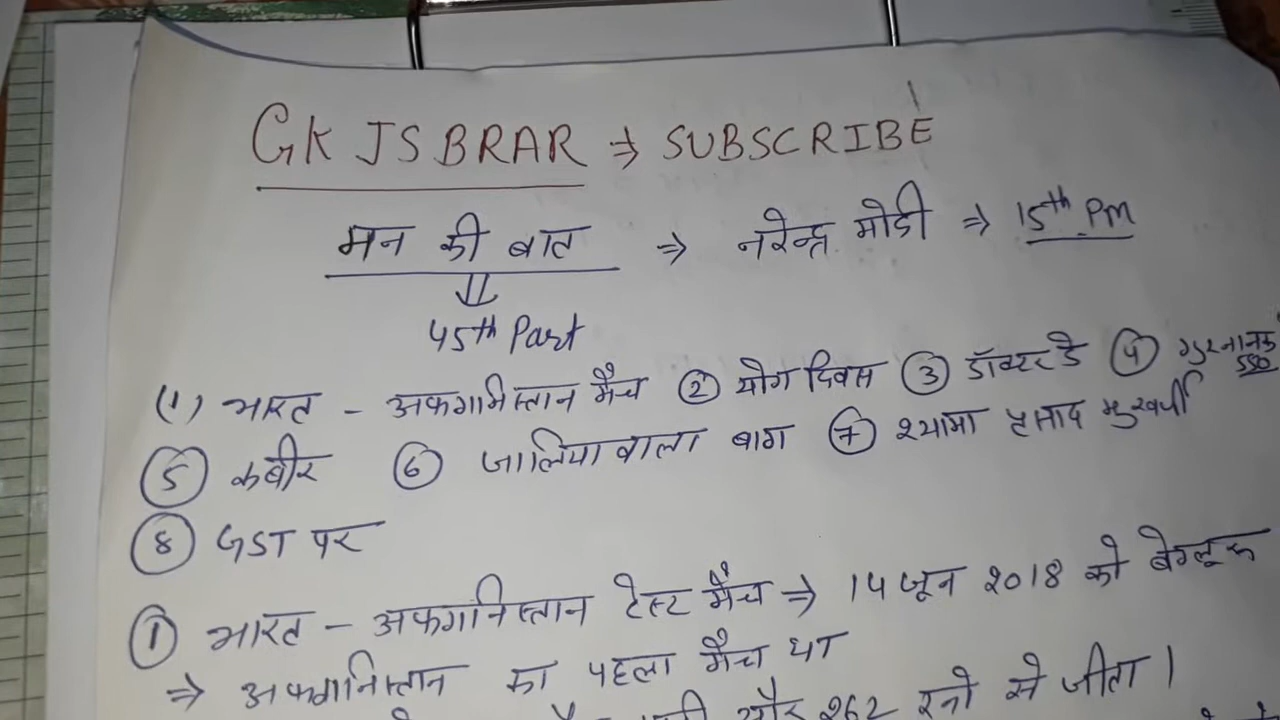 GK JS BRAR ⇒ SUBSCRIBE
मन की बात ⇒ नरेन्द्र मोदी ⇒ 15th PM
⇓
45th Part
(1) भारत - अफगानिस्तान मैच ② योग दिवस ③ डॉक्टर डे ④ गुरनानक 550
⑤ कबीर ⑥ जालियावाला बाग ⑦ श्यामा प्रसाद मुखर्जी
⑧ GST पर
① भारत - अफगानिस्तान टेस्ट मैच ⇒ 14 जून 2018 को बेंगलूरू
⇒ अफगानिस्तान का पहला मैच था
और 262 रनो से जीता।